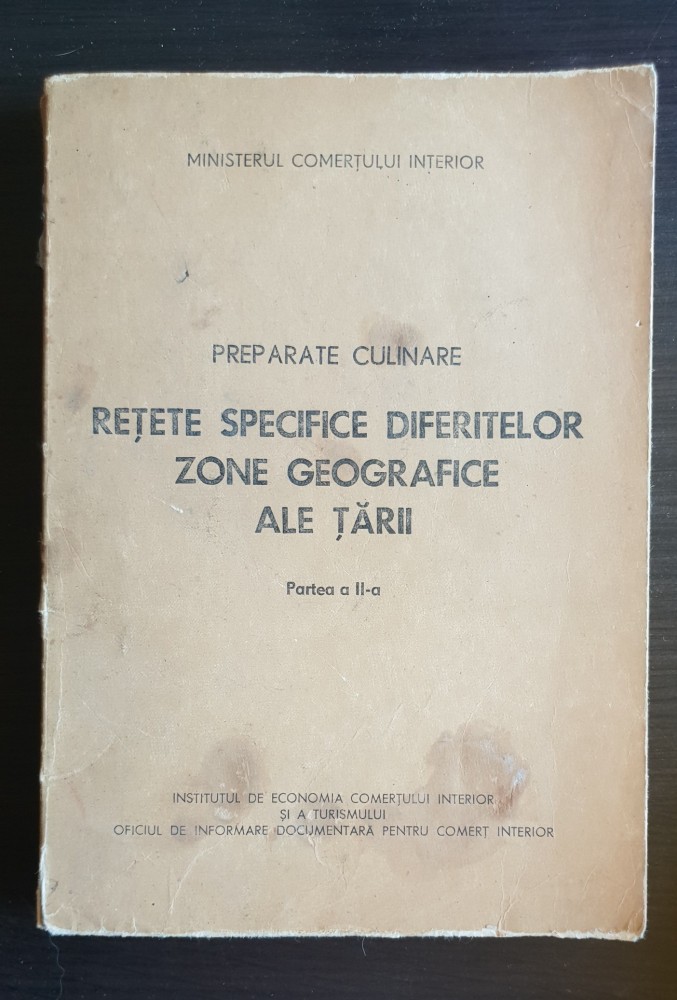 MINISTERUL COMERȚULUI INTERIOR
PREPARATE CULINARE
REȚETE SPECIFICE DIFERITELOR
ZONE GEOGRAFICE
ALE ȚĂRII
Partea a II-a
INSTITUTUL DE ECONOMIA COMERȚULUI INTERIOR
ȘI A TURISMULUI
OFICIUL DE INFORMARE DOCUMENTARĂ PENTRU COMERȚ INTERIOR